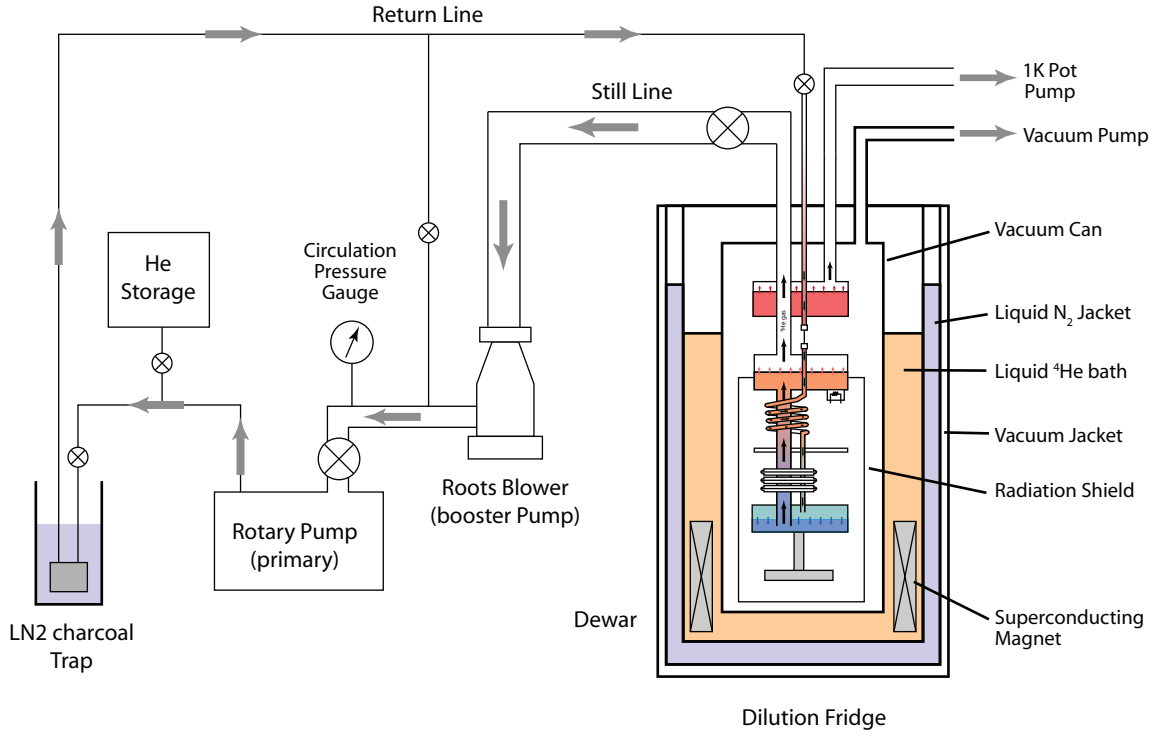 Return Line
1K Pot
Pump
Still Line
Vacuum Pump
Vacuum Can
Circulation
Pressure
Gauge
He
Storage
³He gas
Liquid N₂ Jacket
Liquid ⁴He bath
Vacuum Jacket
Roots Blower
(booster Pump)
Radiation Shield
Rotary Pump
(primary)
LN2 charcoal
Trap
Dewar
Superconducting
Magnet
Dilution Fridge